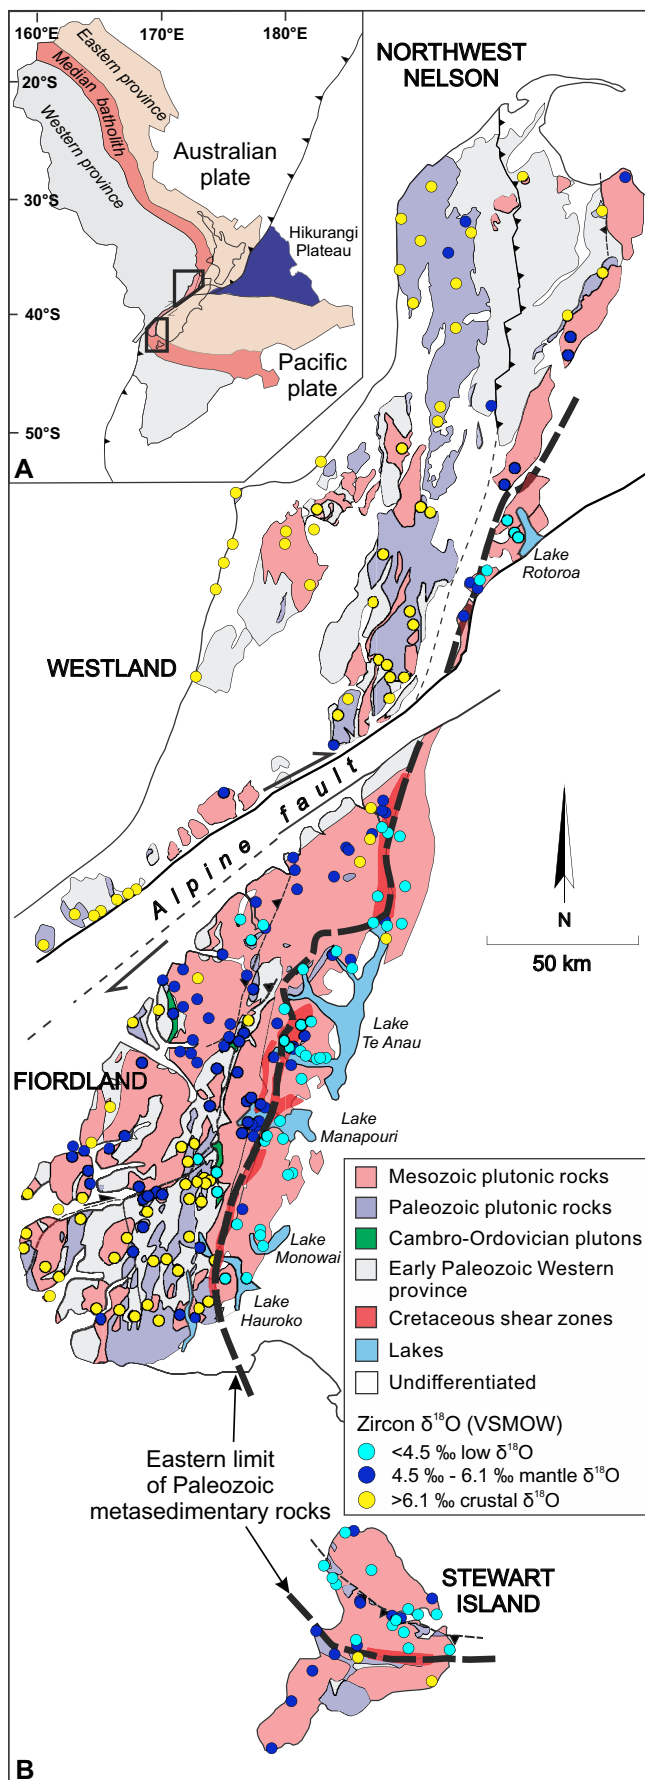 160°E
170°E
180°E
20°S
30°S
40°S
50°S
Eastern province
Median batholith
Western province
Australian
plate
Hikurangi
Plateau
Pacific
plate
A
NORTHWEST
NELSON
Lake
Rotoroa
WESTLAND
Alpine fault
N
50 km
Lake
Te Anau
FIORDLAND
Lake
Manapouri
Lake
Monowai
Lake
Hauroko
Mesozoic plutonic rocks
Paleozoic plutonic rocks
Cambro-Ordovician plutons
Early Paleozoic Western
province
Cretaceous shear zones
Lakes
Undifferentiated
Zircon δ¹⁸O (VSMOW)
<4.5 ‰ low δ¹⁸O
4.5 ‰ - 6.1 ‰ mantle δ¹⁸O
>6.1 ‰ crustal δ¹⁸O
Eastern limit
of Paleozoic
metasedimentary rocks
STEWART
ISLAND
B